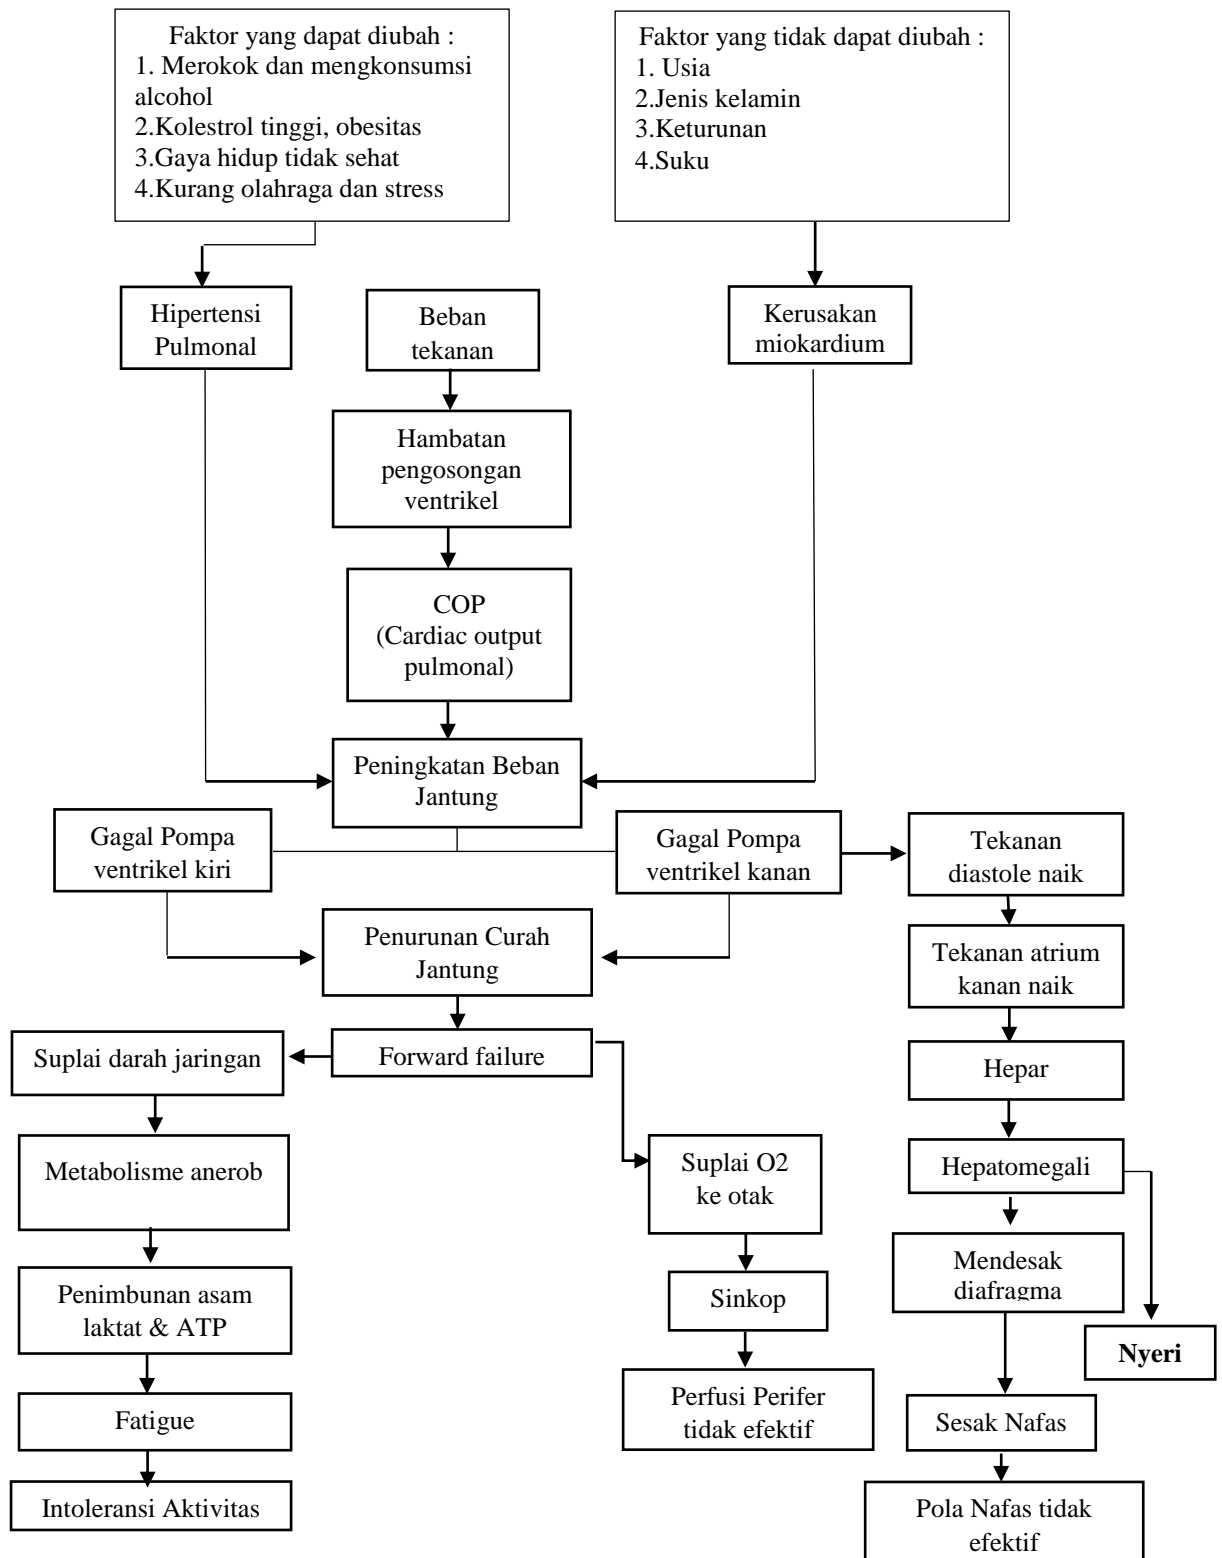 Faktor yang dapat diubah :
1. Merokok dan mengkonsumsi
alcohol
2.Kolestrol tinggi, obesitas
3.Gaya hidup tidak sehat
4.Kurang olahraga dan stress
Faktor yang tidak dapat diubah :
1. Usia
2.Jenis kelamin
3.Keturunan
4.Suku
Hipertensi
Pulmonal
Beban
tekanan
Kerusakan
miokardium
Hambatan
pengosongan
ventrikel
COP
(Cardiac output
pulmonal)
Peningkatan Beban
Jantung
Gagal Pompa
ventrikel kiri
Gagal Pompa
ventrikel kanan
Tekanan
diastole naik
Penurunan Curah
Jantung
Tekanan atrium
kanan naik
Suplai darah jaringan
Forward failure
Hepar
Metabolisme anerob
Suplai O2
ke otak
Hepatomegali
Penimbunan asam
laktat & ATP
Sinkop
Mendesak
diafragma
Nyeri
Fatigue
Perfusi Perifer
tidak efektif
Sesak Nafas
Intoleransi Aktivitas
Pola Nafas tidak
efektif